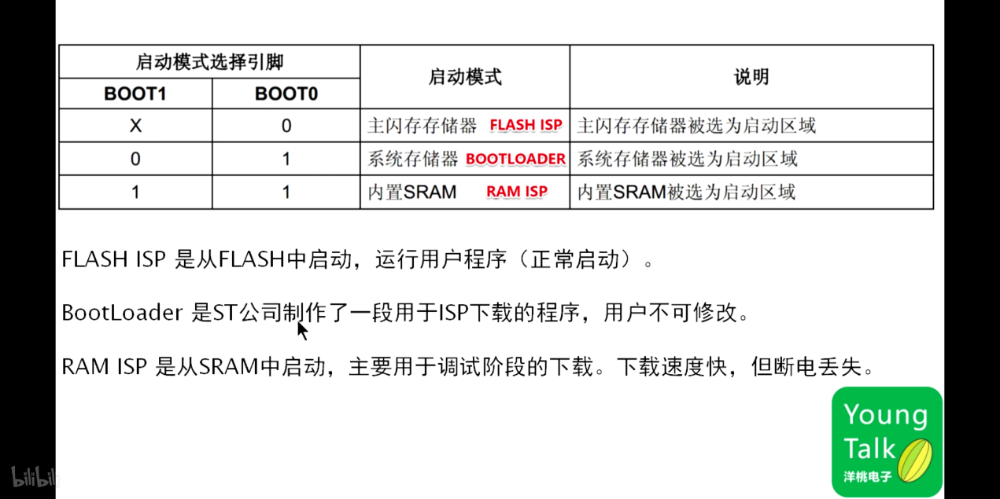 启动模式选择引脚 启动模式 说明
BOOT1 BOOT0
X 0 主闪存存储器 FLASH ISP 主闪存存储器被选为启动区域
0 1 系统存储器 BOOTLOADER 系统存储器被选为启动区域
1 1 内置SRAM RAM ISP 内置SRAM被选为启动区域
FLASH ISP 是从FLASH中启动，运行用户程序（正常启动）。
BootLoader 是ST公司制作了一段用于ISP下载的程序，用户不可修改。
RAM ISP 是从SRAM中启动，主要用于调试阶段的下载。下载速度快，但断电丢失。
Young
Talk
洋桃电子
bilibili